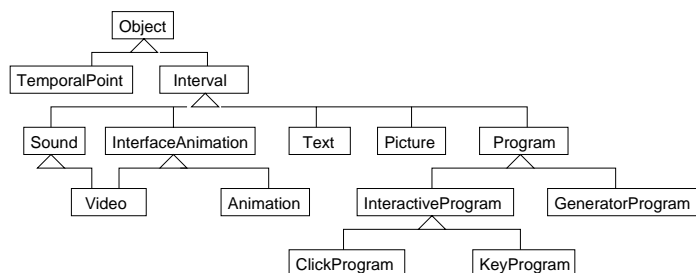 Object
TemporalPoint
Interval
Sound
InterfaceAnimation
Text
Picture
Program
Video
Animation
InteractiveProgram
GeneratorProgram
ClickProgram
KeyProgram